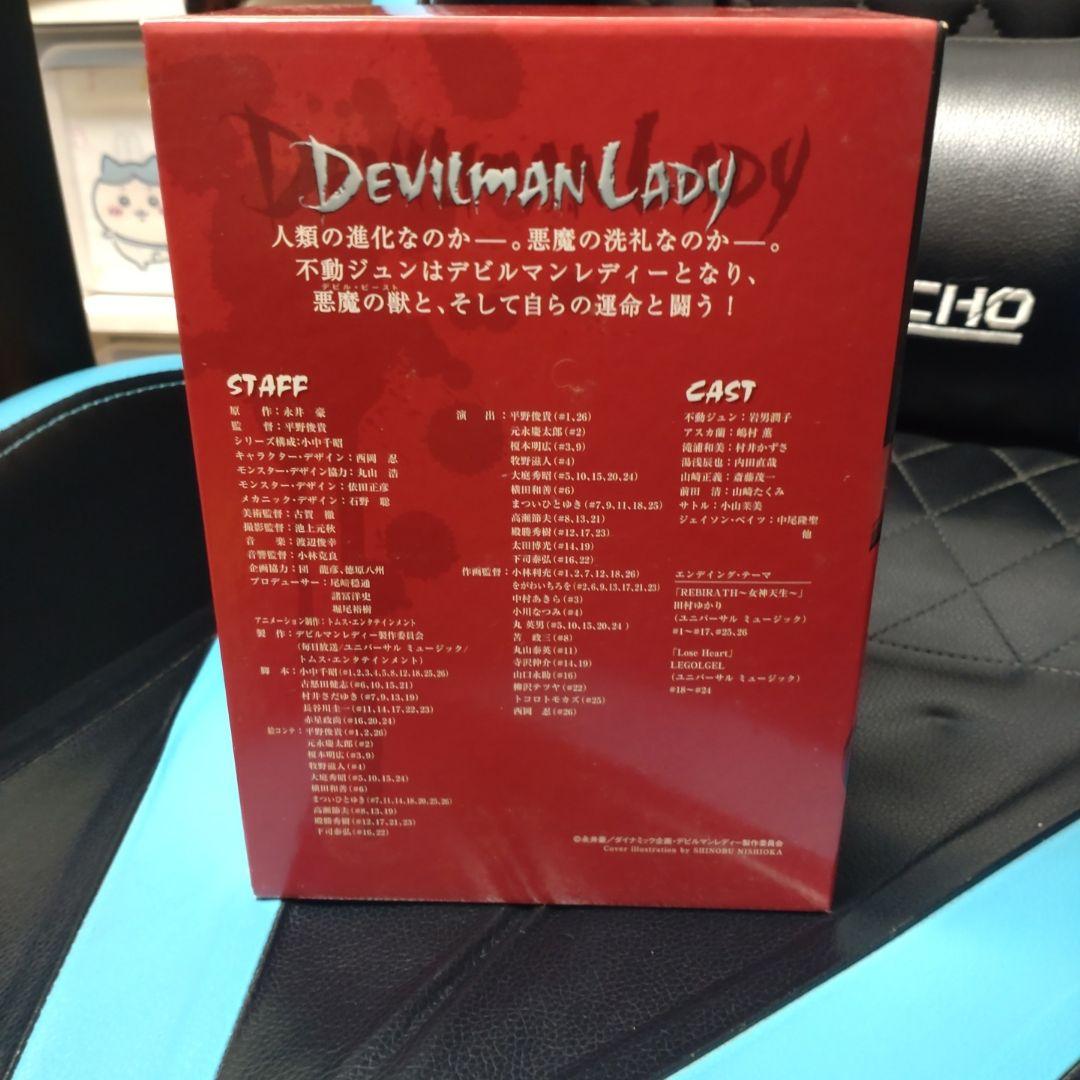 DEVILMAN LADY
人類の進化なのか――。悪魔の洗礼なのか――。
不動ジュンはデビルマンレディーとなり、
デビル・ビースト
悪魔の獣と、そして自らの運命と闘う！
STAFF
原　作：永井　豪
監　督：平野俊貴
シリーズ構成：小中千昭
キャラクター・デザイン：西岡　忍
モンスター・デザイン協力：丸山　浩
モンスター・デザイン：依田正彦
メカニック・デザイン：石野　聡
美術監督：古賀　徹
撮影監督：池上元秋
音　楽：渡辺俊幸
音響監督：小林克良
企画協力：団　龍彦、徳原八州
プロデューサー：尾﨑穏通
諸冨洋史
堀尾裕樹
アニメーション制作：トムス・エンタテインメント
製　作：デビルマンレディー製作委員会
（毎日放送/ユニバーサル ミュージック/
トムス・エンタテインメント）
脚　本：小中千昭（#1,2,3,4,5,8,12,18,25,26）
古怒田健志（#6,10,15,21）
村井さだゆき（#7,9,13,19）
長谷川圭一（#11,14,17,22,23）
赤星政尚（#16,20,24）
絵コンテ：平野俊貴（#1,2,26）
元永慶太郎（#2）
榎本明広（#3,9）
牧野滋人（#4）
大庭秀昭（#5,10,15,24）
横田和善（#6）
まついひとゆき（#7,11,14,18,20,25,26）
高瀬節夫（#8,13,19）
殿勝秀樹（#12,17,21,23）
下司泰弘（#16,22）
演　出：平野俊貴（#1、26）
元永慶太郎（#2）
榎本明広（#3、9）
牧野滋人（#4）
大庭秀昭（#5、10、15、20、24）
横田和善（#6）
まついひとゆき（#7、9、11、18、25）
高瀬節夫（#8、13、21）
殿勝秀樹（#12、17、23）
太田博光（#14、19）
下司泰弘（#16、22）
作画監督：小林利充（#1、2、7、12、18、26）
をがわいちろを（#2、6、9、13、17、21、23）
中村あきら（#3）
小川なつみ（#4）
丸 英男（#5、10、15、20、24）
苫　政三（#8）
丸山泰英（#11）
寺沢伸介（#14、19）
山口永助（#16）
柳沢テツヤ（#22）
トコロトモカズ（#25）
西岡　忍（#26）
CAST
不動ジュン：岩男潤子
アスカ蘭：嶋村　薫
滝浦和美：村井かずさ
湯浅辰也：内田直哉
山崎正義：斎藤茂一
前田　清：山崎たくみ
サトル：小山茉美
ジェイソン・ベイツ：中尾隆聖
他
エンディング・テーマ
「REBIRATH〜女神天生〜」
田村ゆかり
（ユニバーサル ミュージック）
#1〜#17、#25、26
「Lose Heart」
LEGOLGEL
（ユニバーサル ミュージック）
#18〜#24
©永井豪／ダイナミック企画・デビルマンレディー製作委員会
Cover illustration by SHINOBU NISHIOKA
CHO